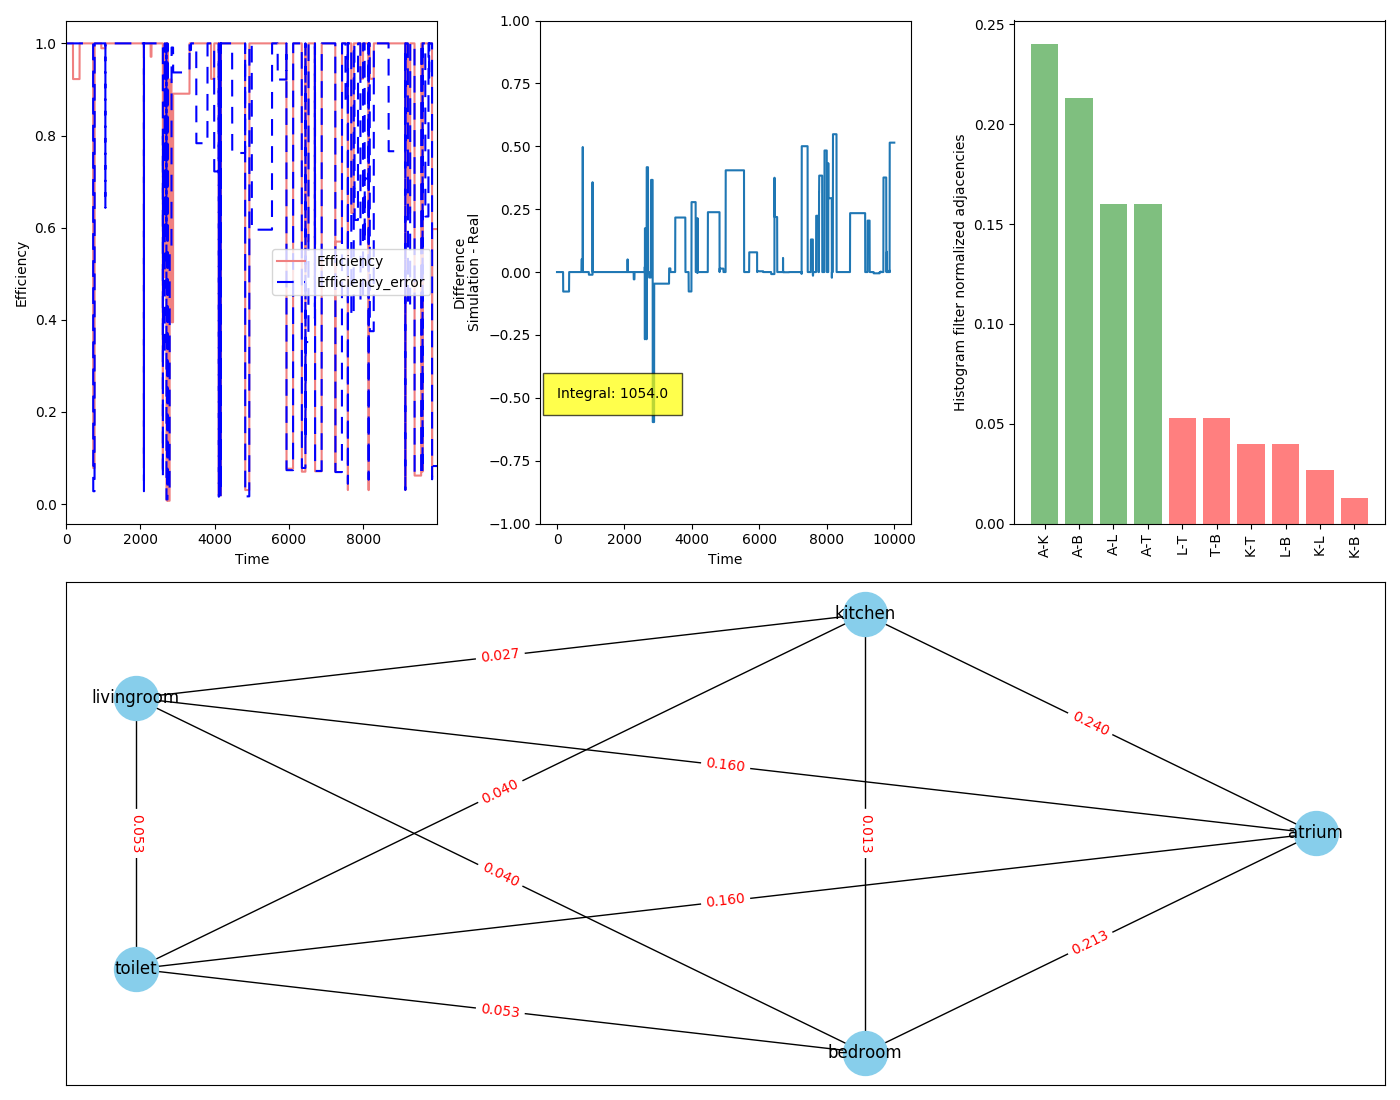 1.0
0.8
0.6
0.4
0.2
0.0
Efficiency
0
2000
4000
6000
8000
Time
Efficiency
Efficiency_error
1.00
0.75
0.50
0.25
0.00
−0.25
−0.50
−0.75
−1.00
Difference
Simulation - Real
Integral: 1054.0
0
2000
4000
6000
8000
10000
Time
0.25
0.20
0.15
0.10
0.05
0.00
Histogram filter normalized adjacencies
A-K
A-B
A-L
A-T
L-T
T-B
K-T
L-B
K-L
K-B
kitchen
0.027
livingroom
0.240
0.160
0.040
0.053
0.013
atrium
0.040
0.160
0.213
toilet
0.053
bedroom